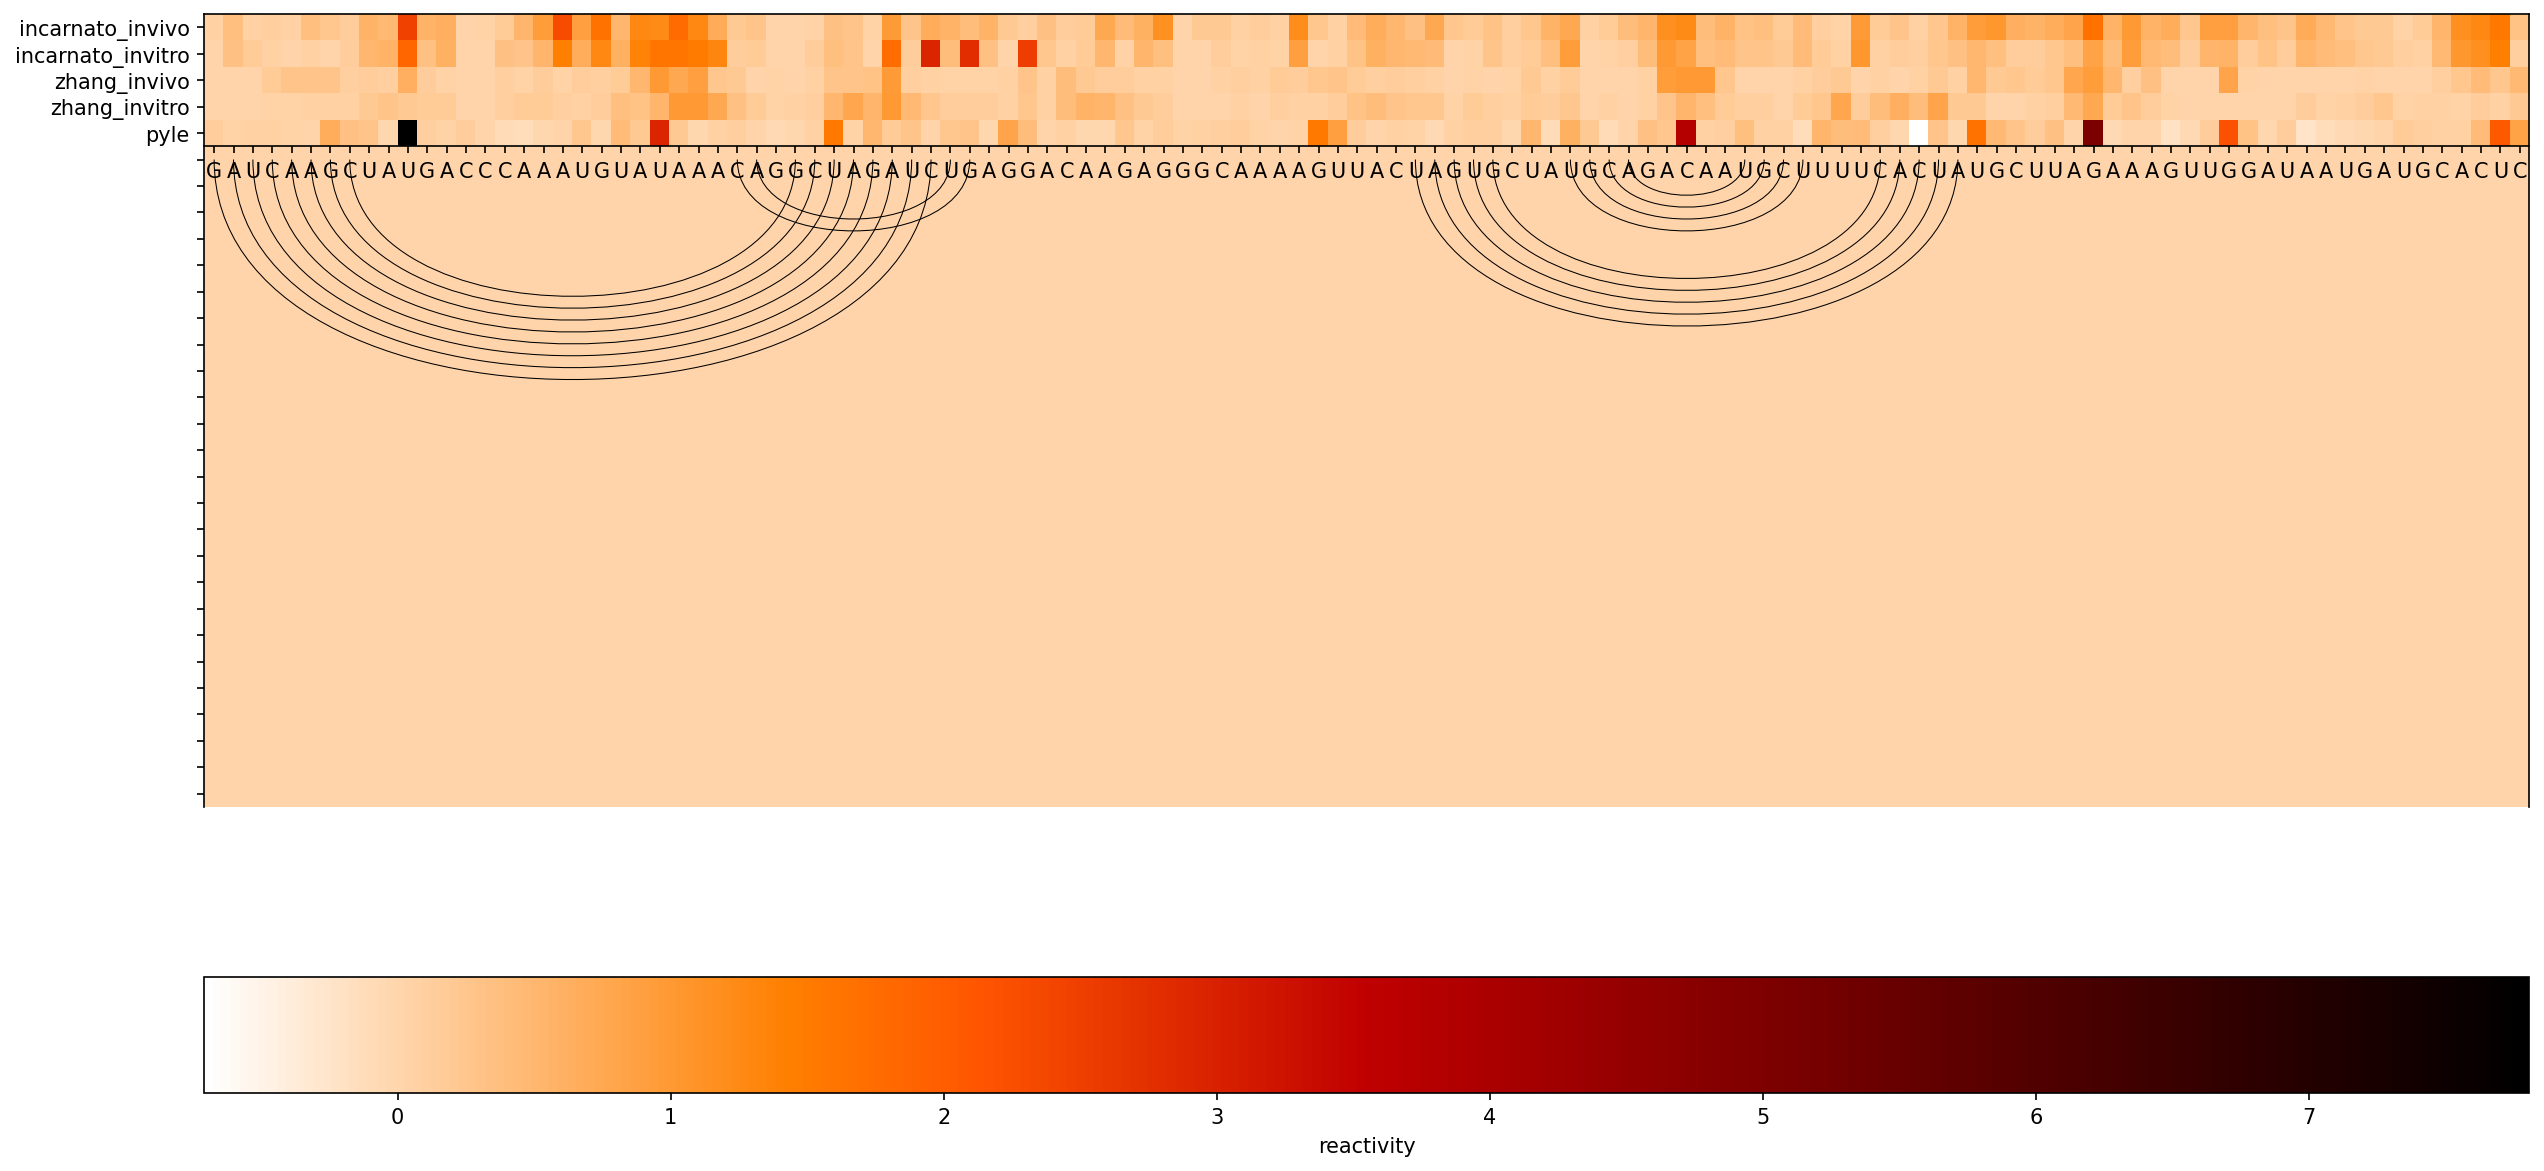 incarnato_invivo
incarnato_invitro
zhang_invivo
zhang_invitro
pyle
GAUCAAGCUAUGACCCAAAUGUAUAAACAGGCUAGAUCUGAGGACAAGAGGGCAAAAGUUACUAGUGCUAUGCAGACAAUGCUUUUCACUAUGCUUAGAAAGUUGGAUAAUGAUGCACUC
0 1 2 3 4 5 6 7
reactivity